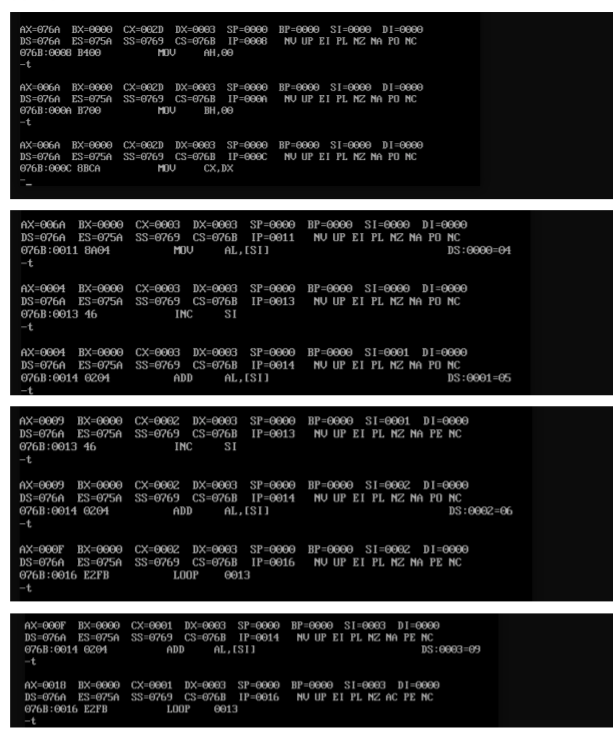 AX=076A BX=0000 CX=002D DX=0003 SP=0000 BP=0000 SI=0000 DI=0000
DS=076A ES=075A SS=0769 CS=076B IP=0008 NV UP EI PL NZ NA PO NC
076B:0008 B400 MOV AH,00
-t
AX=006A BX=0000 CX=002D DX=0003 SP=0000 BP=0000 SI=0000 DI=0000
DS=076A ES=075A SS=0769 CS=076B IP=000A NV UP EI PL NZ NA PO NC
076B:000A B700 MOV BH,00
-t
AX=006A BX=0000 CX=002D DX=0003 SP=0000 BP=0000 SI=0000 DI=0000
DS=076A ES=075A SS=0769 CS=076B IP=000C NV UP EI PL NZ NA PO NC
076B:000C 8BCA MOV CX,DX
-_
AX=006A BX=0000 CX=0003 DX=0003 SP=0000 BP=0000 SI=0000 DI=0000
DS=076A ES=075A SS=0769 CS=076B IP=0011 NV UP EI PL NZ NA PO NC
076B:0011 8A04 MOV AL,[SI] DS:0000=04
-t
AX=0004 BX=0000 CX=0003 DX=0003 SP=0000 BP=0000 SI=0000 DI=0000
DS=076A ES=075A SS=0769 CS=076B IP=0013 NV UP EI PL NZ NA PO NC
076B:0013 46 INC SI
-t
AX=0004 BX=0000 CX=0003 DX=0003 SP=0000 BP=0000 SI=0001 DI=0000
DS=076A ES=075A SS=0769 CS=076B IP=0014 NV UP EI PL NZ NA PO NC
076B:0014 0204 ADD AL,[SI] DS:0001=05
-t
AX=0009 BX=0000 CX=0002 DX=0003 SP=0000 BP=0000 SI=0001 DI=0000
DS=076A ES=075A SS=0769 CS=076B IP=0013 NV UP EI PL NZ NA PE NC
076B:0013 46 INC SI
-t
AX=0009 BX=0000 CX=0002 DX=0003 SP=0000 BP=0000 SI=0002 DI=0000
DS=076A ES=075A SS=0769 CS=076B IP=0014 NV UP EI PL NZ NA PO NC
076B:0014 0204 ADD AL,[SI] DS:0002=06
-t
AX=000F BX=0000 CX=0002 DX=0003 SP=0000 BP=0000 SI=0002 DI=0000
DS=076A ES=075A SS=0769 CS=076B IP=0016 NV UP EI PL NZ NA PE NC
076B:0016 E2FB LOOP 0013
-t
AX=000F BX=0000 CX=0001 DX=0003 SP=0000 BP=0000 SI=0003 DI=0000
DS=076A ES=075A SS=0769 CS=076B IP=0014 NV UP EI PL NZ NA PE NC
076B:0014 0204 ADD AL,[SI] DS:0003=09
-t
AX=0018 BX=0000 CX=0001 DX=0003 SP=0000 BP=0000 SI=0003 DI=0000
DS=076A ES=075A SS=0769 CS=076B IP=0016 NV UP EI PL NZ AC PE NC
076B:0016 E2FB LOOP 0013
-t